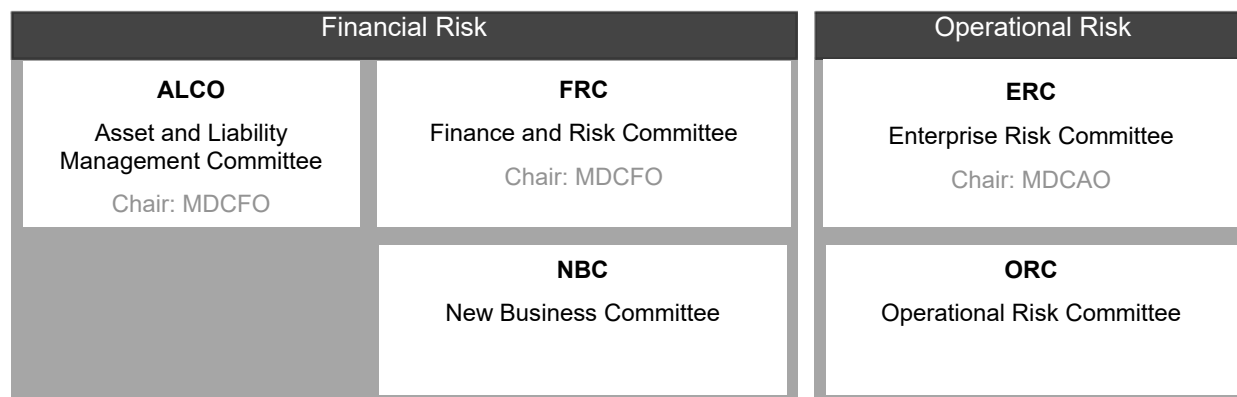 Financial Risk
ALCO
Asset and Liability
Management Committee
Chair: MDCFO
FRC
Finance and Risk Committee
Chair: MDCFO
NBC
New Business Committee
Operational Risk
ERC
Enterprise Risk Committee
Chair: MDCAO
ORC
Operational Risk Committee